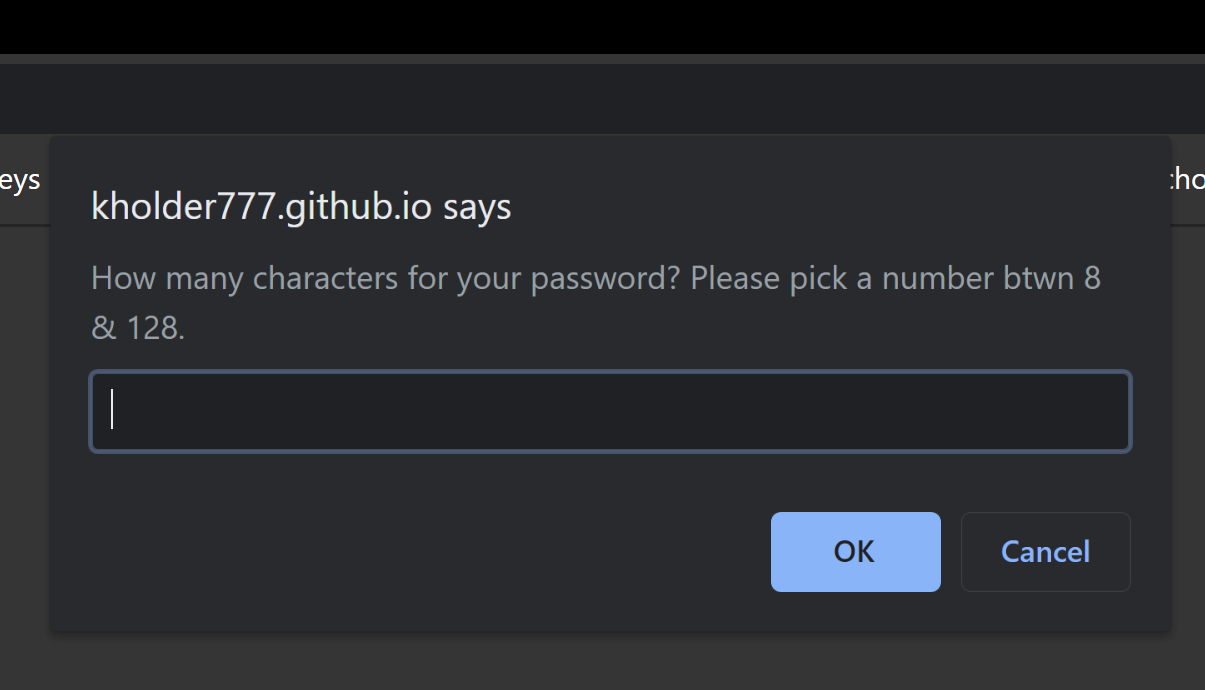 eys
cho
kholder777.github.io says
How many characters for your password? Please pick a number btwn 8
& 128.
OK
Cancel